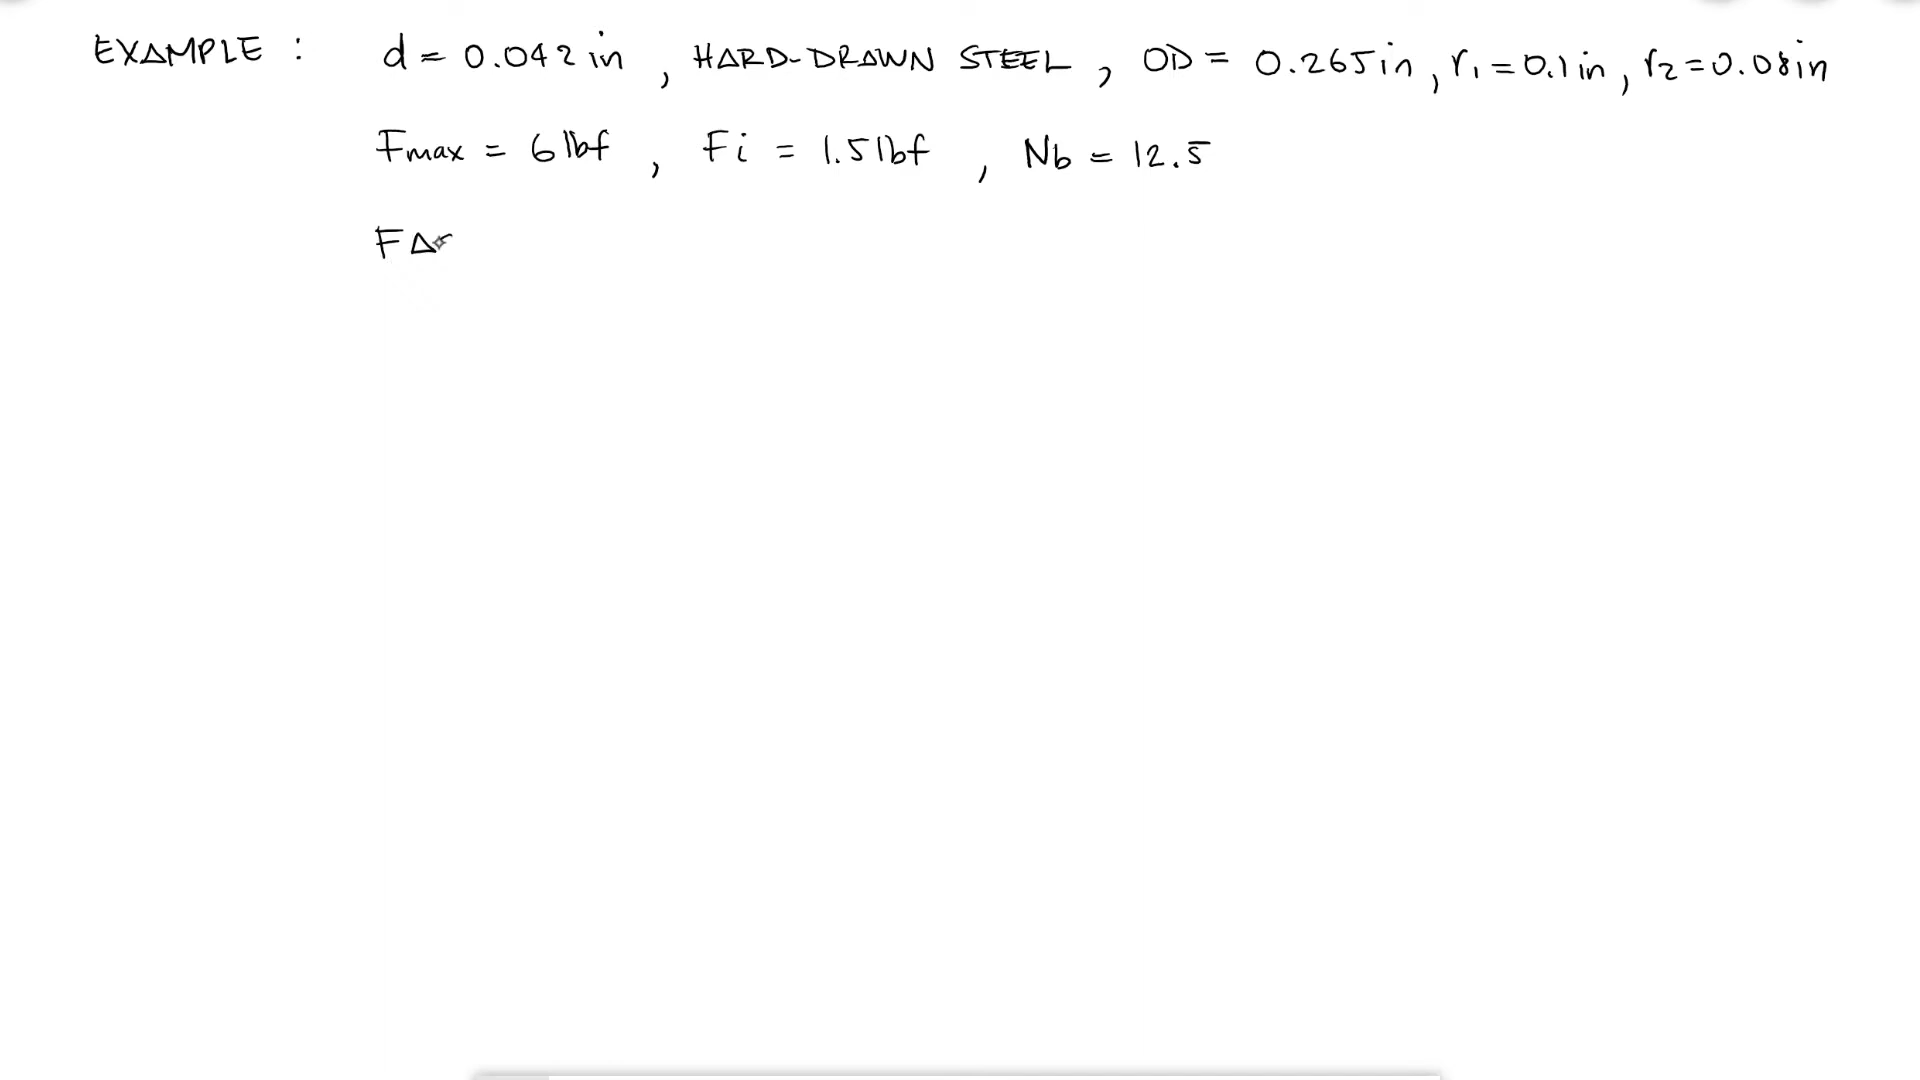 EXAMPLE : d = 0.042 in , HARD-DRAWN STEEL , OD = 0.265 in , r₁ = 0.1 in , r₂ = 0.08 in
Fmax = 6 lbf , Fi = 1.5 lbf , Nb = 12.5